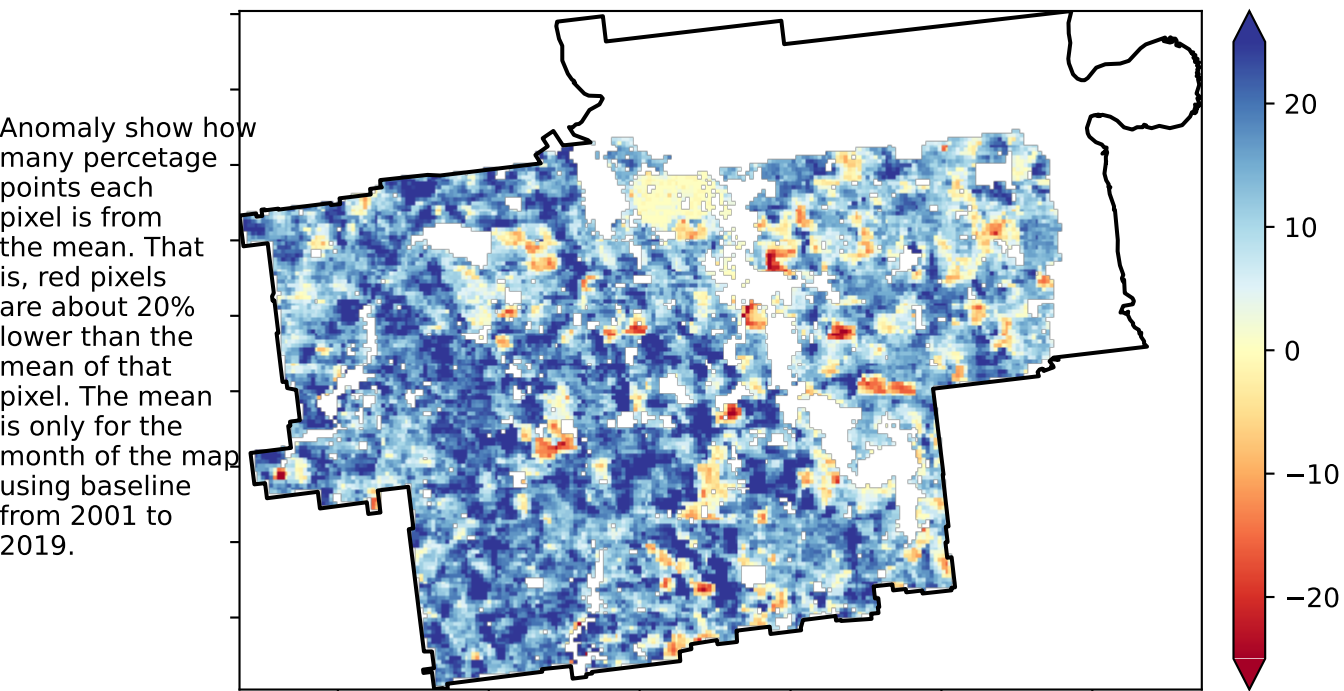 Anomaly show how
many percetage
points each
pixel is from
the mean. That
is, red pixels
are about 20%
lower than the
mean of that
pixel. The mean
is only for the
month of the map
using baseline
from 2001 to
2019.
20
10
0
−10
−20